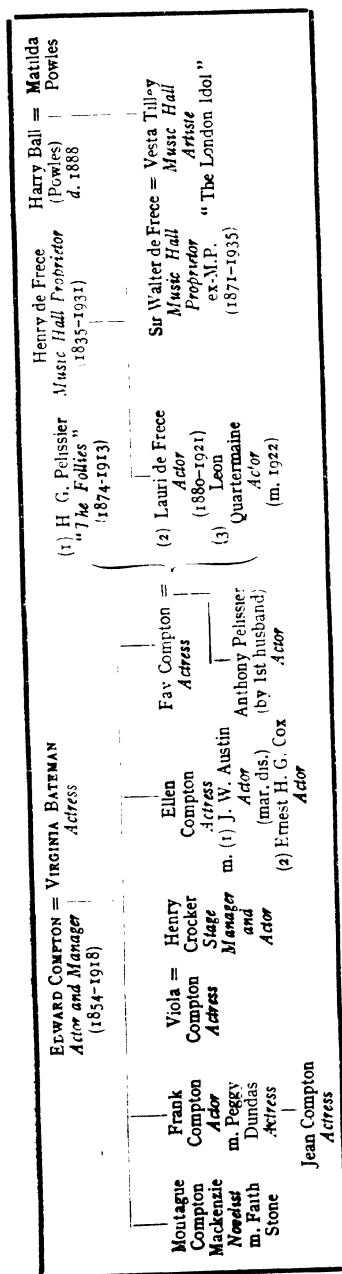 EDWARD COMPTON = VIRGINIA BATEMAN
Actor and Manager Actress
(1854-1918)
Moutague
Compton
Mackenzie
Novelist
m. Faith
Stone
Frank
Compton
Actor
m. Peggy
Dundas
Actress
Jean Compton
Actress
Viola =
Compton
Actress
Henry
Crocker
Stage
Manager
and
Actor
Ellen
Compton
Actress
m. (1) J. W. Austin
Actor
(mar. dis.)
(2) Ernest H. G. Cox
Actor
Fay Compton =
Actress
Anthony Pelissier
(by 1st husband)
Actor
(1) H G. Pelissier
"The Follies"
(1874-1913)
(2) Lauri de Frece
Actor
(1880-1921)
(3) Leon
Quartermaine
Actor
(m. 1922)
Henry de Frece
Music Hall Proprietor
(1835-1931)
Harry Ball = Matilda
(Powles) Powles
d. 1888
Sir Walter de Frece = Vesta Tilley
Music Hall Music Hall
Proprietor Artiste
ex-M.P. "The London Idol"
(1871-1935)